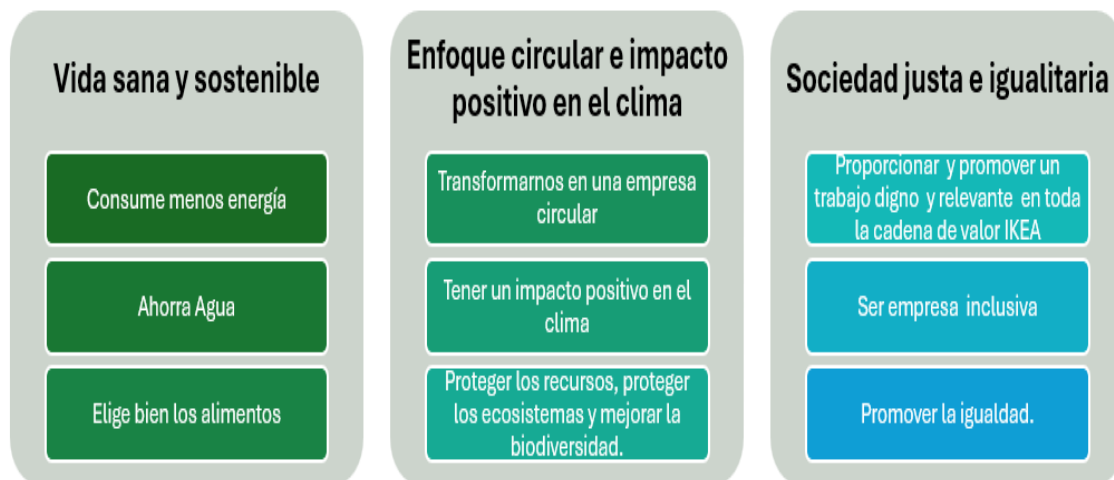 Vida sana y sostenible
Consume menos energía
Ahorra Agua
Elige bien los alimentos
Enfoque circular e impacto
positivo en el clima
Transformarnos en una empresa
circular
Tener un impacto positivo en el
clima
Proteger los recursos, proteger
los ecosistemas y mejorar la
biodiversidad.
Sociedad justa e igualitaria
Proporcionar y promover un
trabajo digno y relevante en toda
la cadena de valor IKEA
Ser empresa inclusiva
Promover la igualdad.